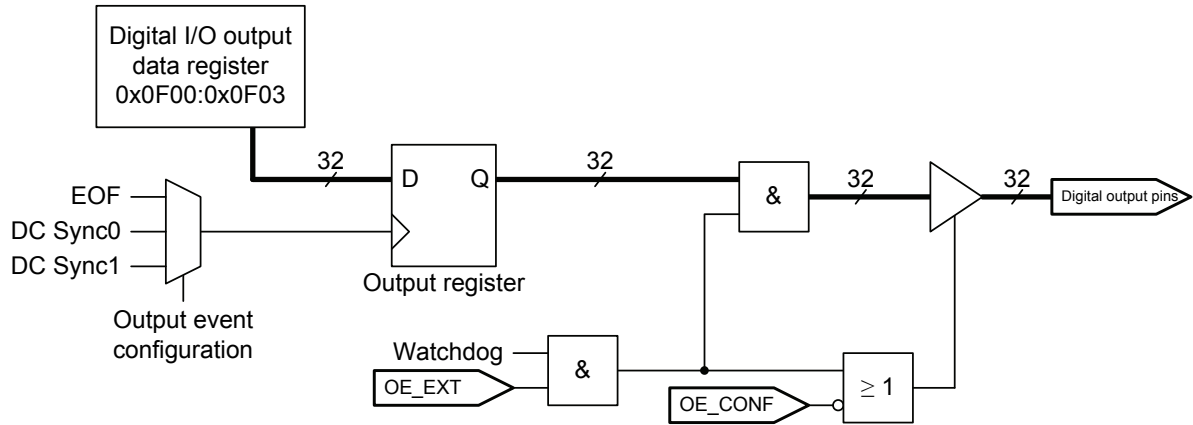 Digital I/O output
data register
0x0F00:0x0F03
32
32
32
32
D
Q
EOF
DC Sync0
DC Sync1
&
Digital output pins
Output register
Output event
configuration
Watchdog
OE_EXT
&
OE_CONF
≥ 1